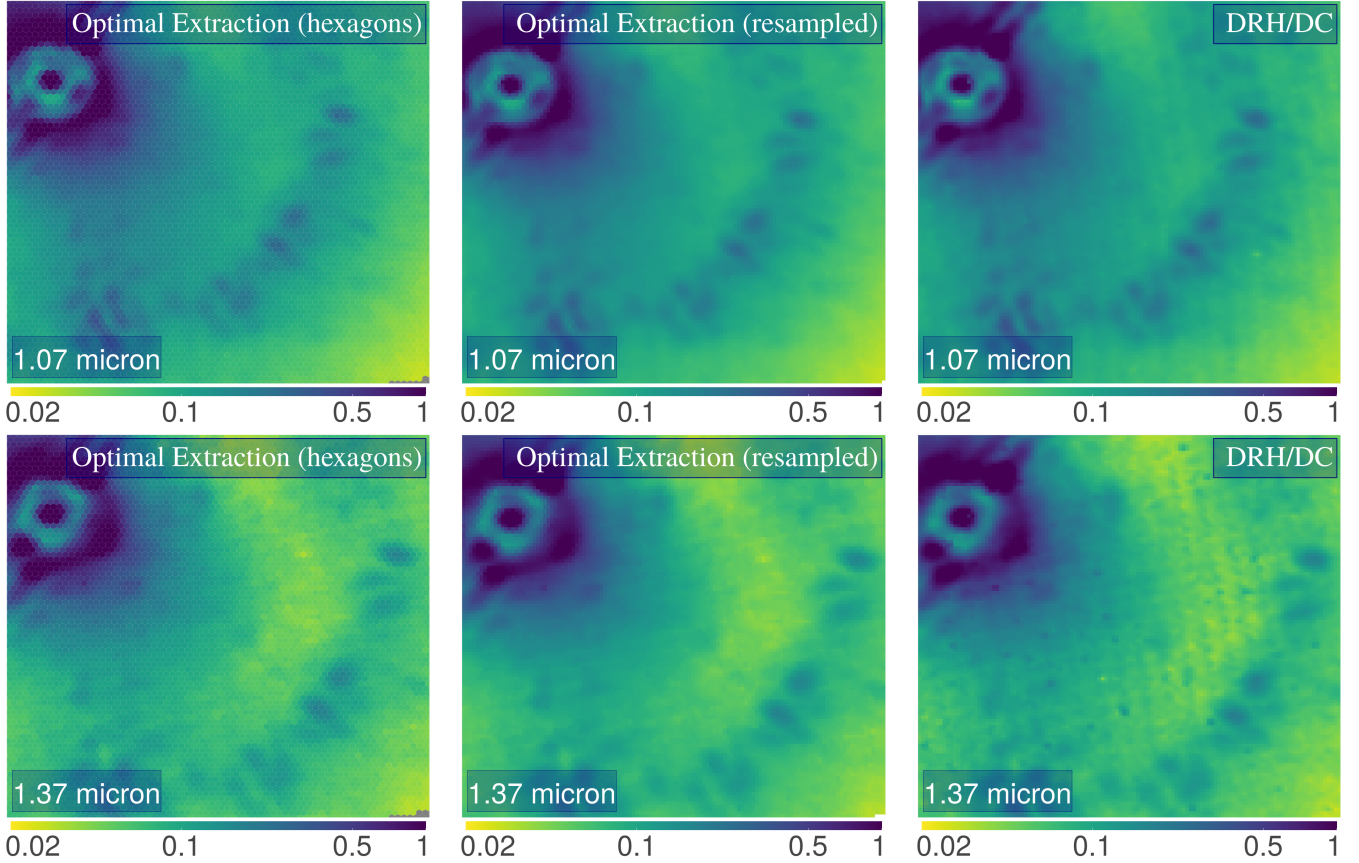 Optimal Extraction (hexagons)
Optimal Extraction (resampled)
DRH/DC
1.07 micron
1.07 micron
1.07 micron
0.02 0.1 0.5 1
0.02 0.1 0.5 1
0.02 0.1 0.5 1
Optimal Extraction (hexagons)
Optimal Extraction (resampled)
DRH/DC
1.37 micron
1.37 micron
1.37 micron
0.02 0.1 0.5 1
0.02 0.1 0.5 1
0.02 0.1 0.5 1